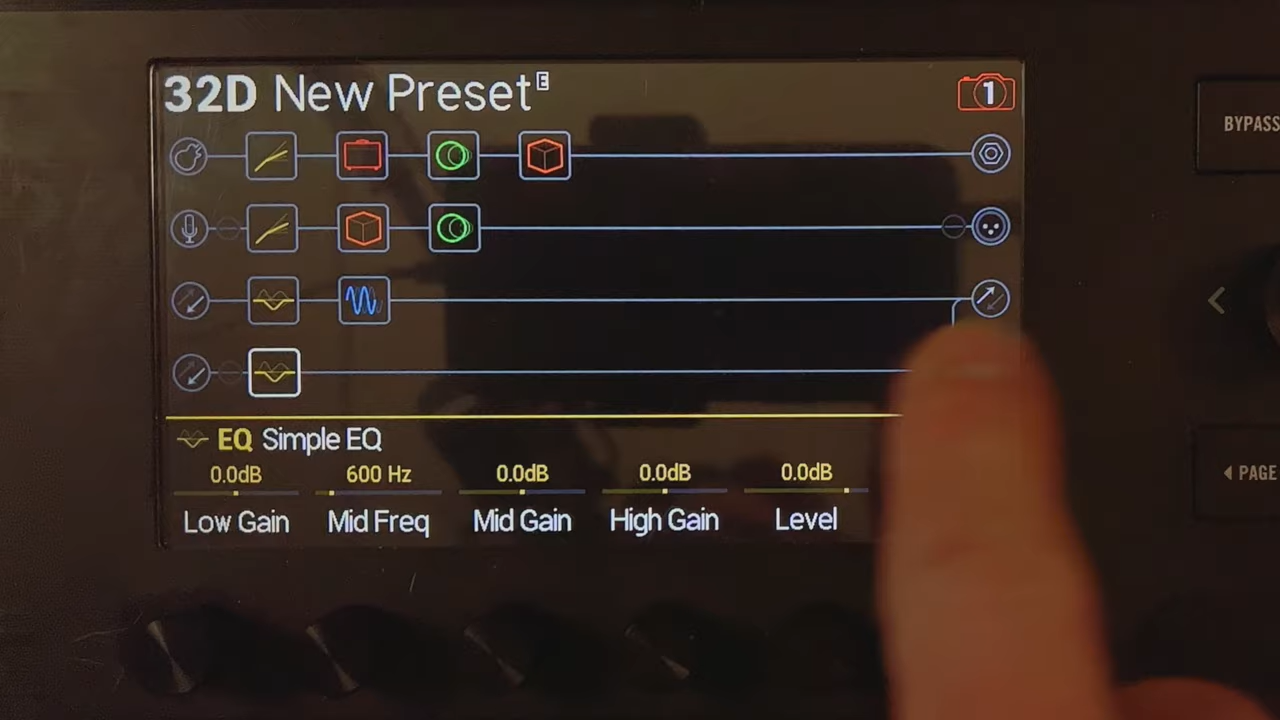 32D New Preset E
1
BYPASS
EQ Simple EQ
0.0dB 600 Hz 0.0dB 0.0dB 0.0dB
PAGE
Low Gain Mid Freq Mid Gain High Gain Level